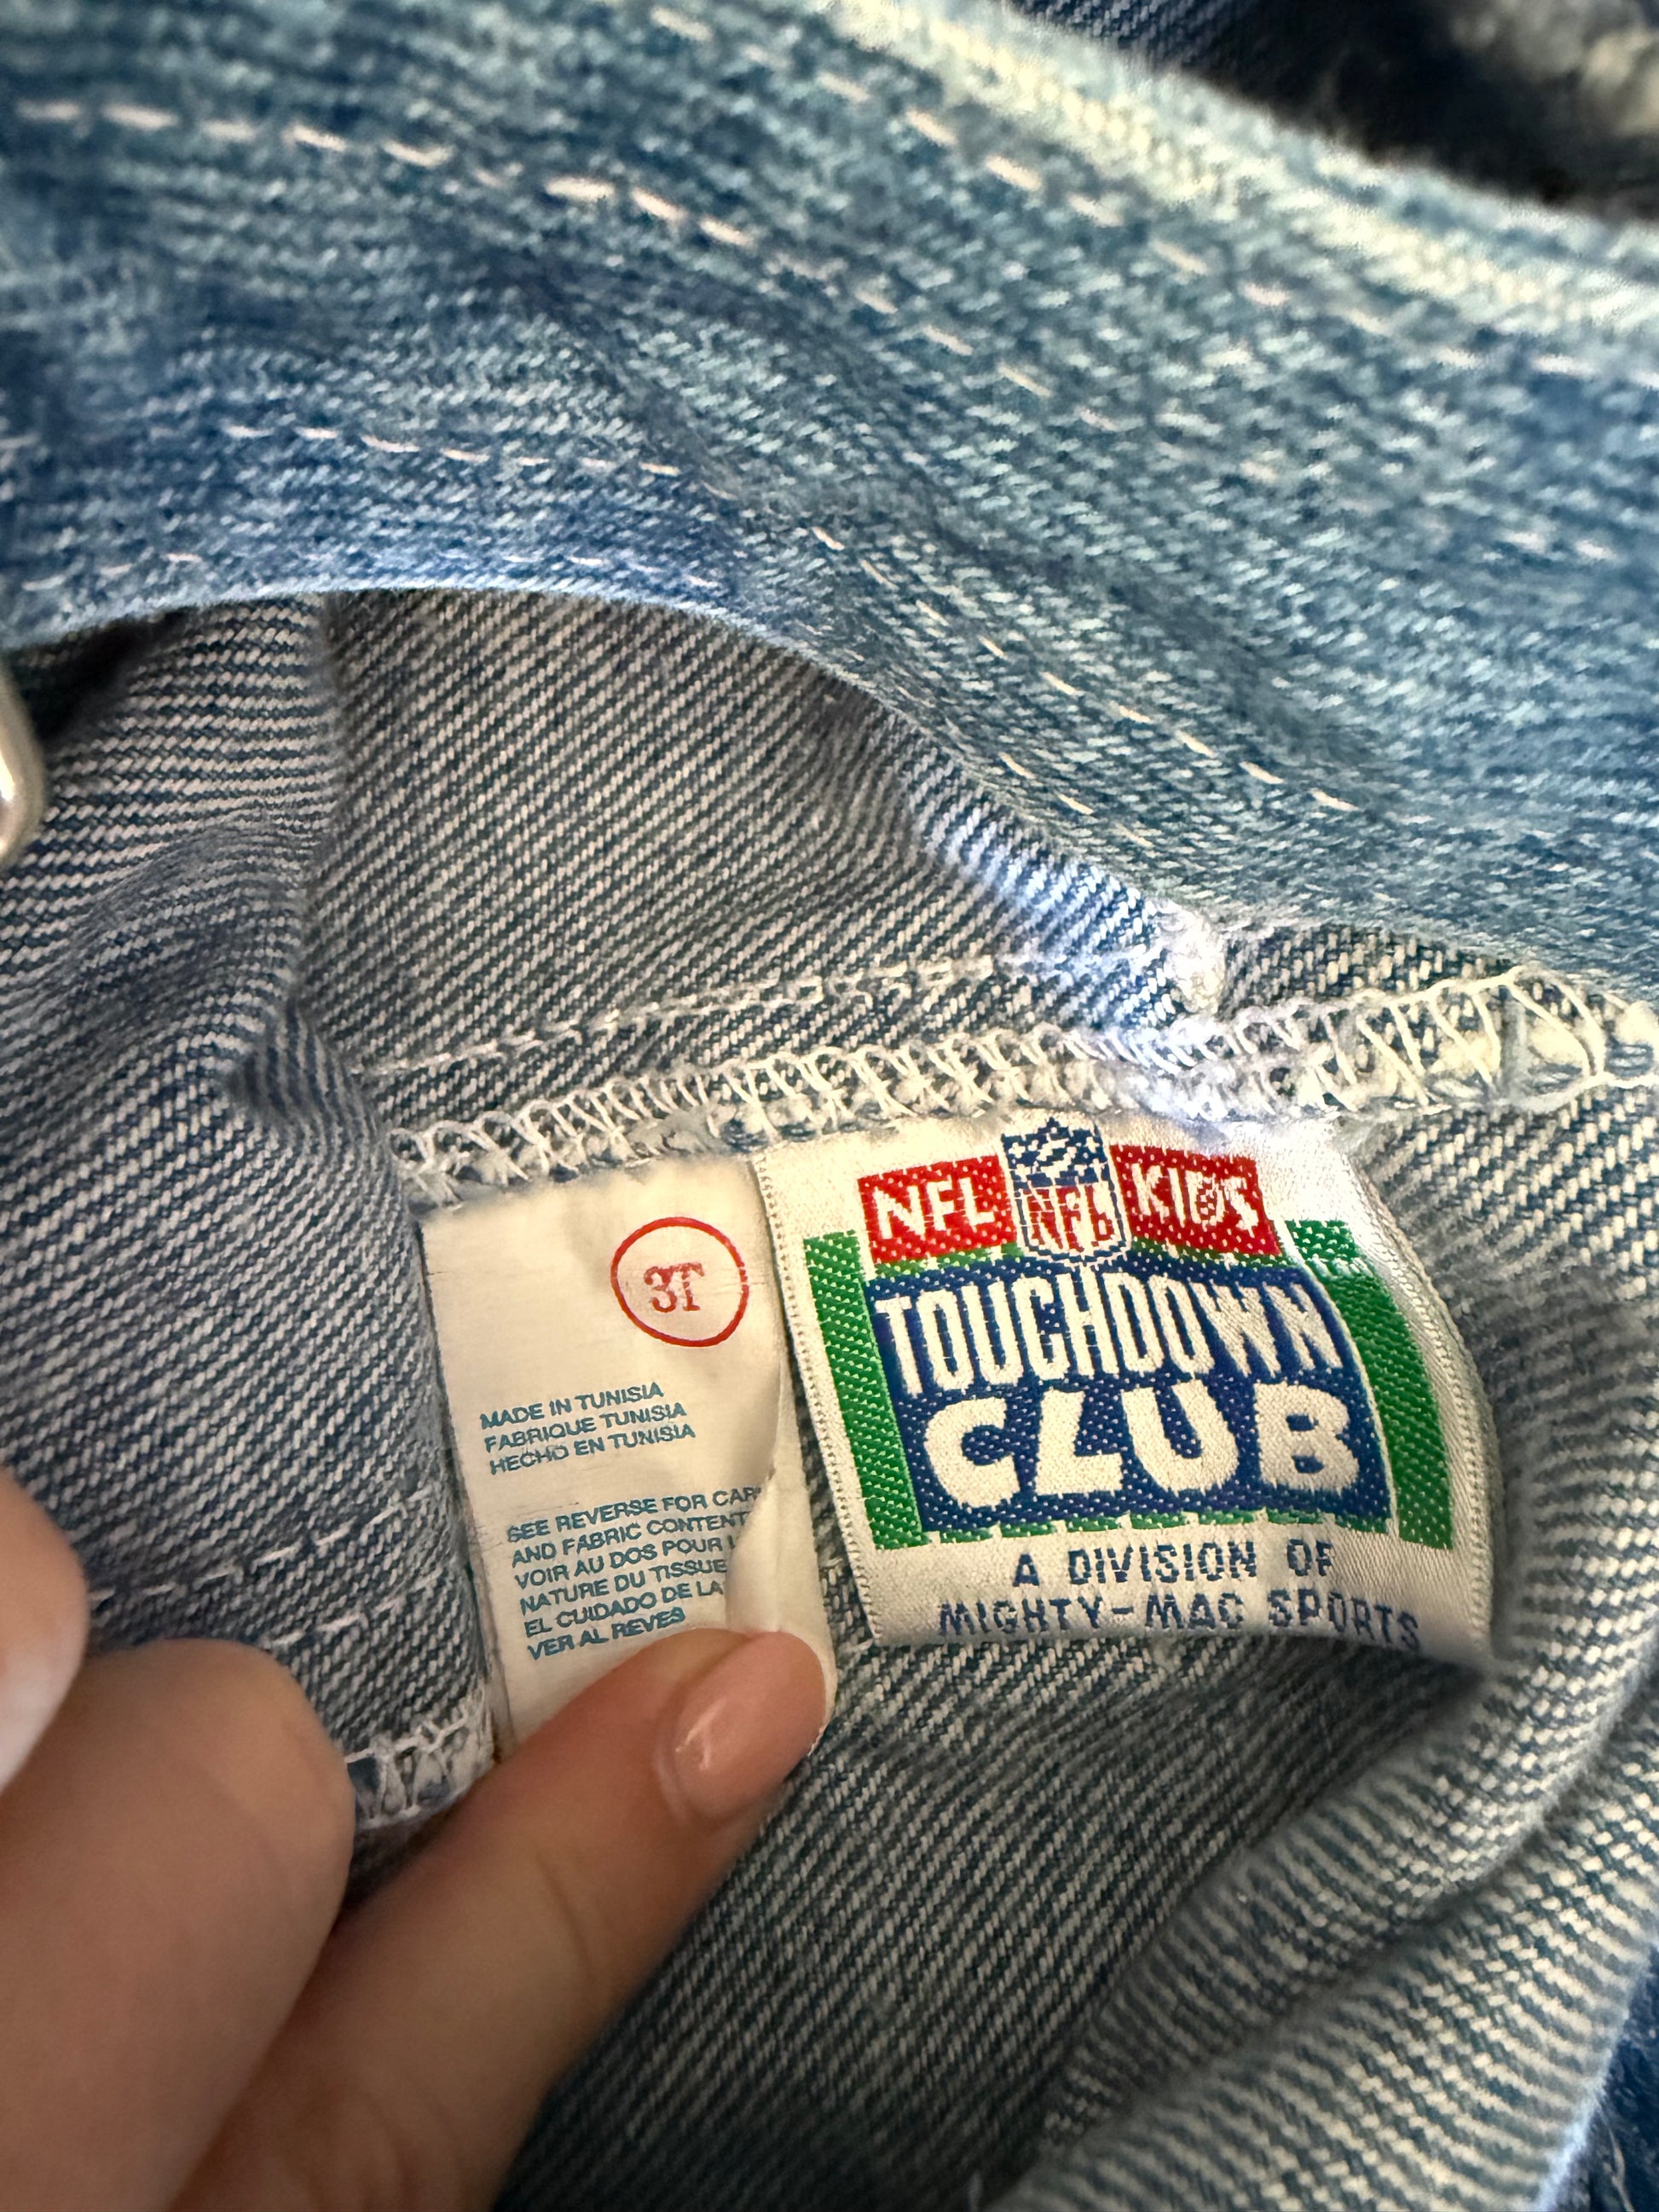 3T
MADE IN TUNISIA
FABRIQUE TUNISIA
HECHO EN TUNISIA
SEE REVERSE FOR CAR
AND FABRIC CONTENT
VOIR AU DOS POUR
NATURE DU TISSUE
EL CUIDADO DE LA
VER AL REVES
NFL NFL KIDS
TOUCHDOWN
CLUB
A DIVISION OF
MIGHTY-MAC SPORTS